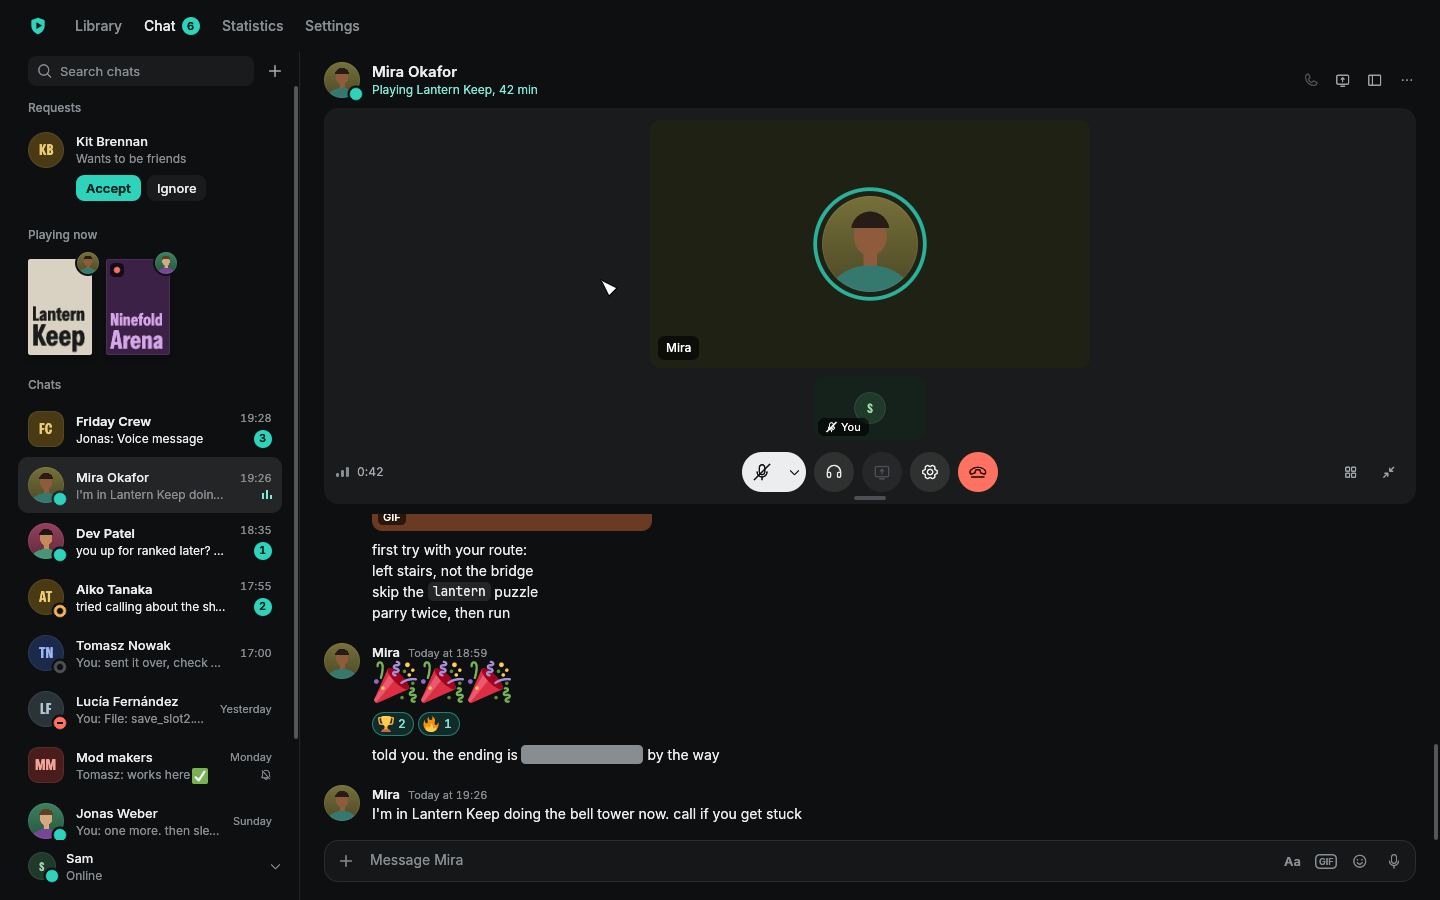 Library
Chat 6
Statistics
Settings
Search chats
Requests
KB
Kit Brennan
Wants to be friends
Accept
Ignore
Playing now
Lantern
Keep
Ninefold
Arena
Chats
FC
Friday Crew
19:28
Jonas: Voice message
3
Mira Okafor
19:26
I'm in Lantern Keep doin...
Dev Patel
18:35
you up for ranked later? ...
1
AT
Aiko Tanaka
17:55
tried calling about the sh...
2
TN
Tomasz Nowak
17:00
You: sent it over, check ...
LF
Lucía Fernández
Yesterday
You: File: save_slot2....
MM
Mod makers
Monday
Tomasz: works here
Jonas Weber
Sunday
You: one more. then sle...
S
Sam
Online
Mira Okafor
Playing Lantern Keep, 42 min
Mira
S
You
0:42
GIF
first try with your route:
left stairs, not the bridge
skip the lantern puzzle
parry twice, then run
Mira Today at 18:59
2
1
told you. the ending is by the way
Mira Today at 19:26
I'm in Lantern Keep doing the bell tower now. call if you get stuck
Message Mira
Aa
GIF